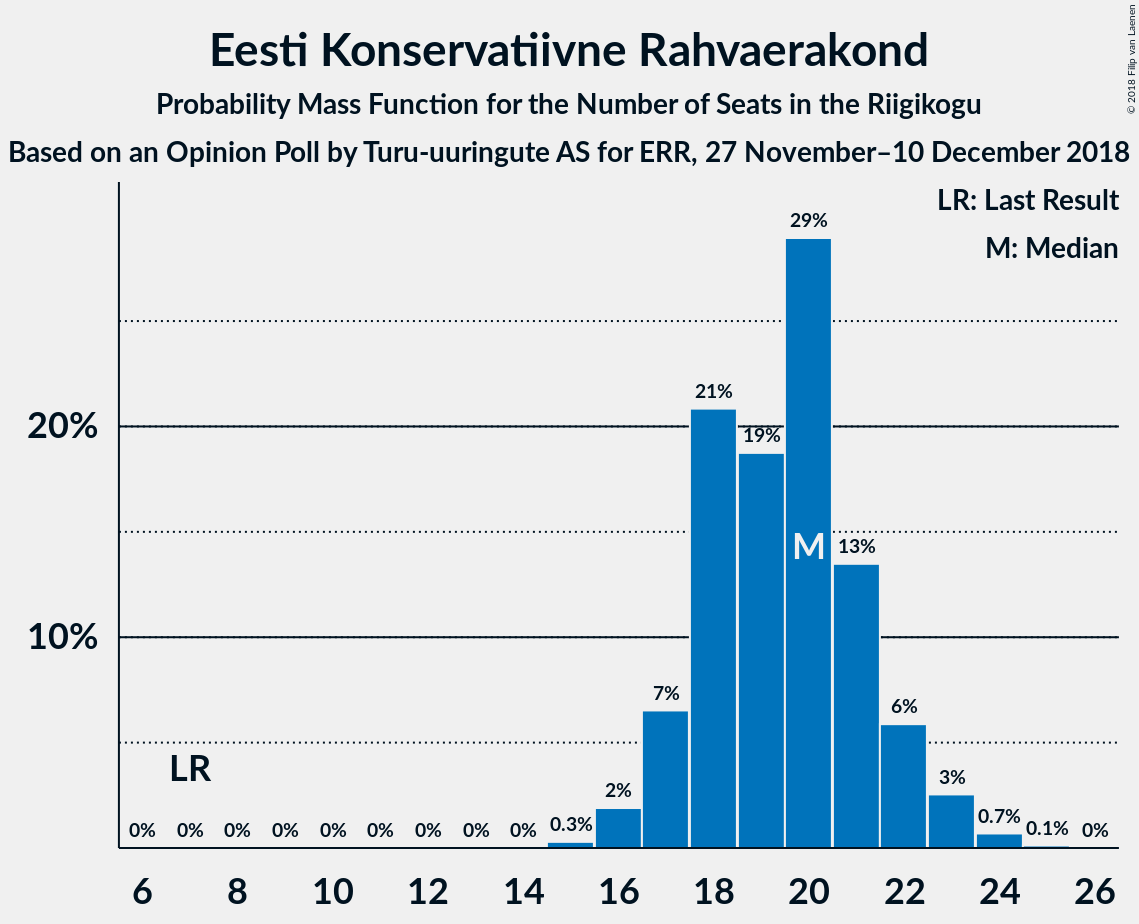 Eesti Konservatiivne Rahvaerakond
Probability Mass Function for the Number of Seats in the Riigikogu
Based on an Opinion Poll by Turu-uuringute AS for ERR, 27 November–10 December 2018
© 2018 Filip van Laenen
LR: Last Result
M: Median
29%
21%
20%
19%
M
13%
10%
7%
6%
LR
2%
3%
0% 0% 0% 0% 0% 0% 0% 0% 0% 0.3% 0.7% 0.1% 0%
6 8 10 12 14 16 18 20 22 24 26